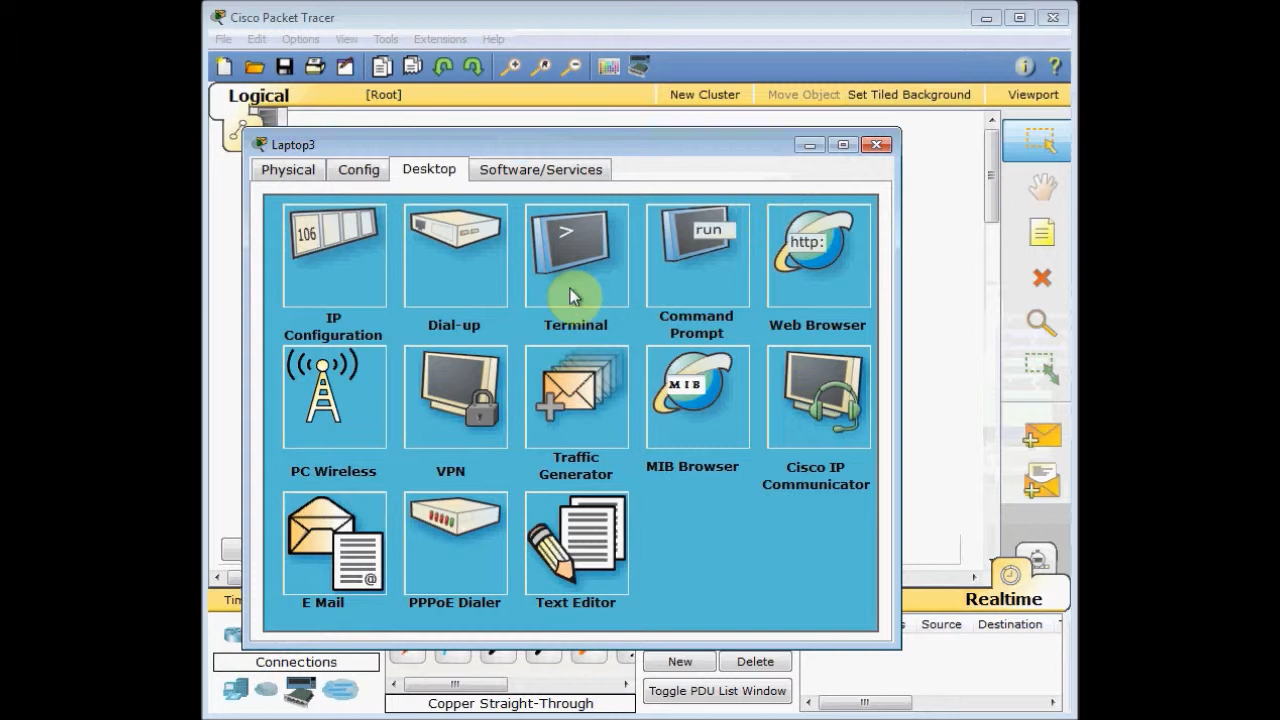 Cisco Packet Tracer
File Edit Options View Tools Extensions Help
Logical [Root] New Cluster Move Object Set Tiled Background Viewport
Laptop3
Physical Config Desktop Software/Services
106
>
run
http:
IP
Configuration
Dial-up
Terminal
Command
Prompt
Web Browser
MIB
PC Wireless
VPN
Traffic
Generator
MIB Browser
Cisco IP
Communicator
@
E Mail
PPPoE Dialer
Text Editor
Realtime
Source Destination
Connections
New Delete
Toggle PDU List Window
Copper Straight-Through